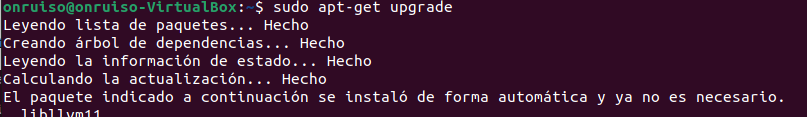 onruiso@onruiso-VirtualBox:~$ sudo apt-get upgrade
Leyendo lista de paquetes... Hecho
Creando árbol de dependencias... Hecho
Leyendo la información de estado... Hecho
Calculando la actualización... Hecho
El paquete indicado a continuación se instaló de forma automática y ya no es necesario.
libllvm11